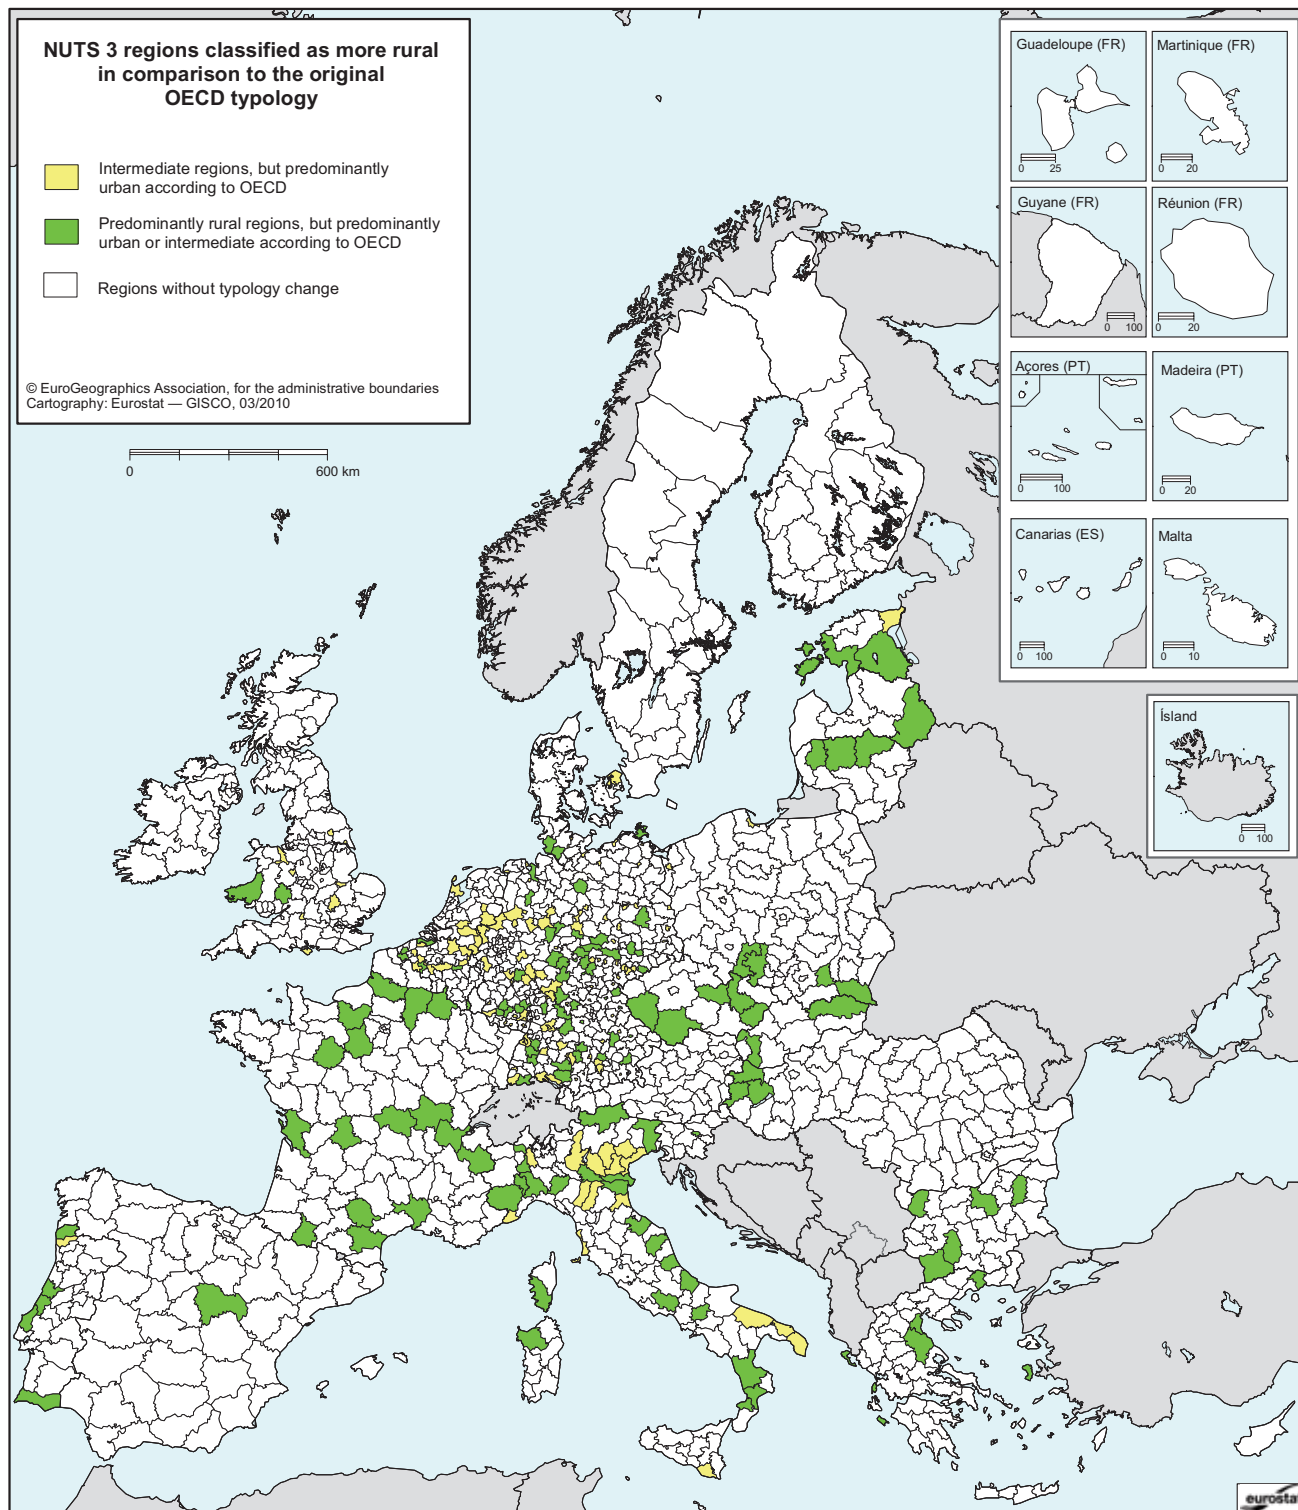 NUTS 3 regions classified as more rural
in comparison to the original
OECD typology
Intermediate regions, but predominantly
urban according to OECD
Predominantly rural regions, but predominantly
urban or intermediate according to OECD
Regions without typology change
© EuroGeographics Association, for the administrative boundaries
Cartography: Eurostat — GISCO, 03/2010
0 600 km
Guadeloupe (FR)
0 25
Martinique (FR)
0 20
Guyane (FR)
0 100
Réunion (FR)
0 20
Açores (PT)
0 100
Madeira (PT)
0 20
Canarias (ES)
0 100
Malta
0 10
Ísland
0 100
eurostat